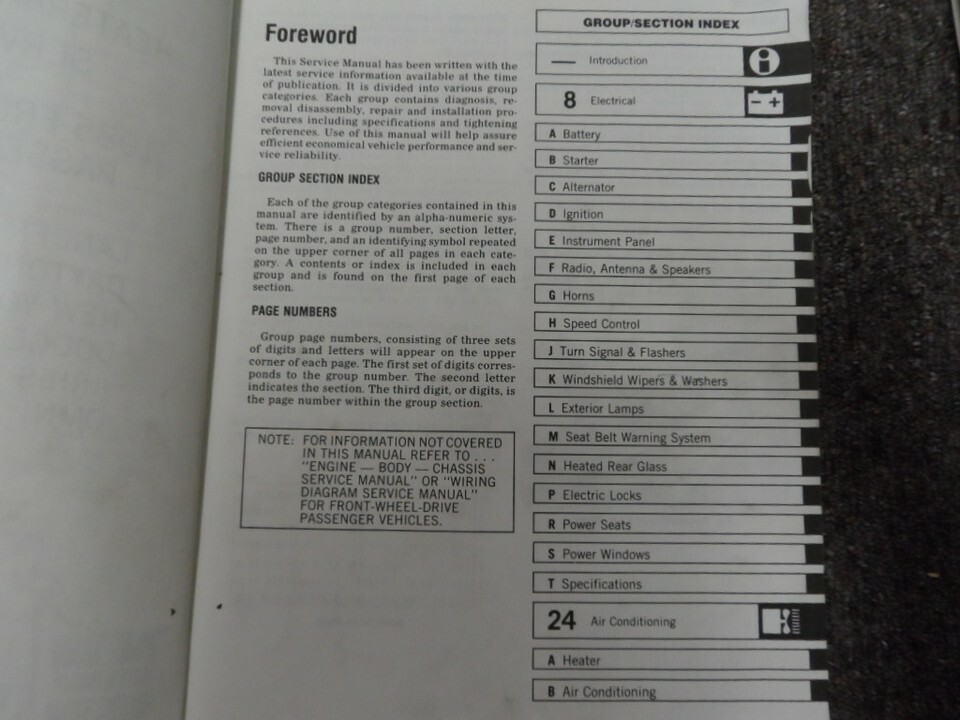 Foreword
This Service Manual has been written with the
latest service information available at the time
of publication. It is divided into various group
categories. Each group contains diagnosis, re-
moval disassembly, repair and installation pro-
cedures including specifications and tightening
references. Use of this manual will help assure
efficient economical vehicle performance and ser-
vice reliability.
GROUP SECTION INDEX
Each of the group categories contained in this
manual are identified by an alpha-numeric sys-
tem. There is a group number, section letter,
page number, and an identifying symbol repeated
on the upper corner of all pages in each cate-
gory. A contents or index is included in each
group and is found on the first page of each
section.
PAGE NUMBERS
Group page numbers, consisting of three sets
of digits and letters will appear on the upper
corner of each page. The first set of digits corres-
ponds to the group number. The second letter
indicates the section. The third digit, or digits, is
the page number within the group section.
NOTE: FOR INFORMATION NOT COVERED
IN THIS MANUAL REFER TO . . .
"ENGINE — BODY — CHASSIS
SERVICE MANUAL" OR "WIRING
DIAGRAM SERVICE MANUAL"
FOR FRONT-WHEEL-DRIVE
PASSENGER VEHICLES.
GROUP/SECTION INDEX
— Introduction
8 Electrical
A Battery
B Starter
C Alternator
D Ignition
E Instrument Panel
F Radio, Antenna & Speakers
G Horns
H Speed Control
J Turn Signal & Flashers
K Windshield Wipers & Washers
L Exterior Lamps
M Seat Belt Warning System
N Heated Rear Glass
P Electric Locks
R Power Seats
S Power Windows
T Specifications
24 Air Conditioning
A Heater
B Air Conditioning